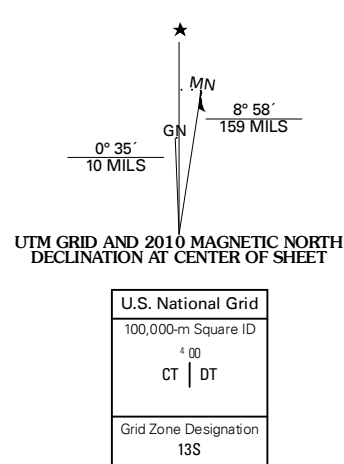 ★
MN
GN
8° 58´
159 MILS
0° 35´
10 MILS
UTM GRID AND 2010 MAGNETIC NORTH
DECLINATION AT CENTER OF SHEET
U.S. National Grid
100,000-m Square ID
4 00
CT | DT
Grid Zone Designation
13S